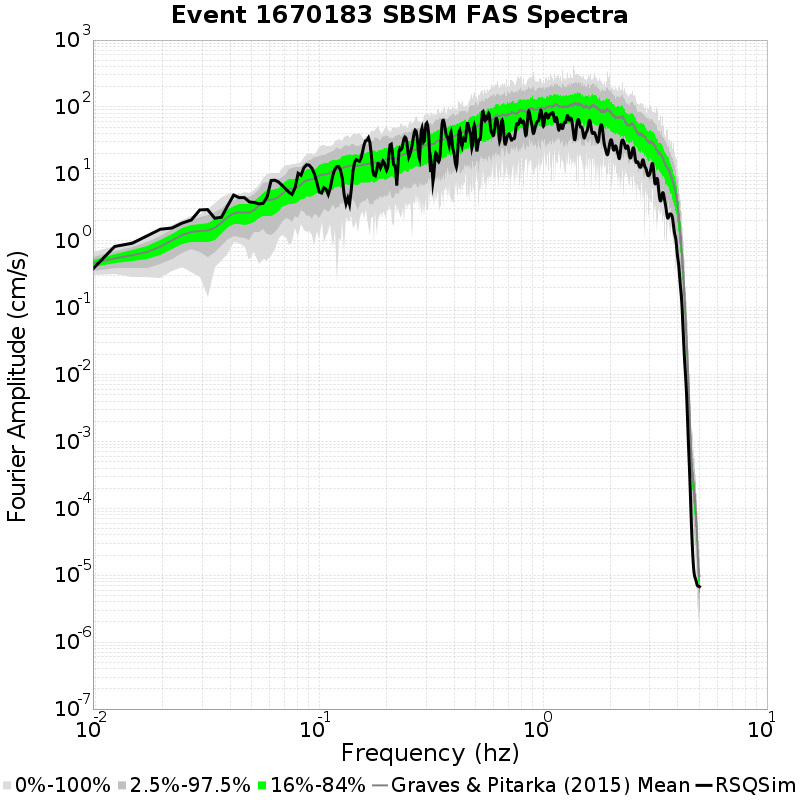 Event 1670183 SBSM FAS Spectra
Fourier Amplitude (cm/s)
10^3
10^2
10^1
10^0
10^-1
10^-2
10^-3
10^-4
10^-5
10^-6
10^-7
10^-2 10^-1 10^0 10^1
Frequency (hz)
0%-100% 2.5%-97.5% 16%-84% Graves & Pitarka (2015) Mean RSQSim